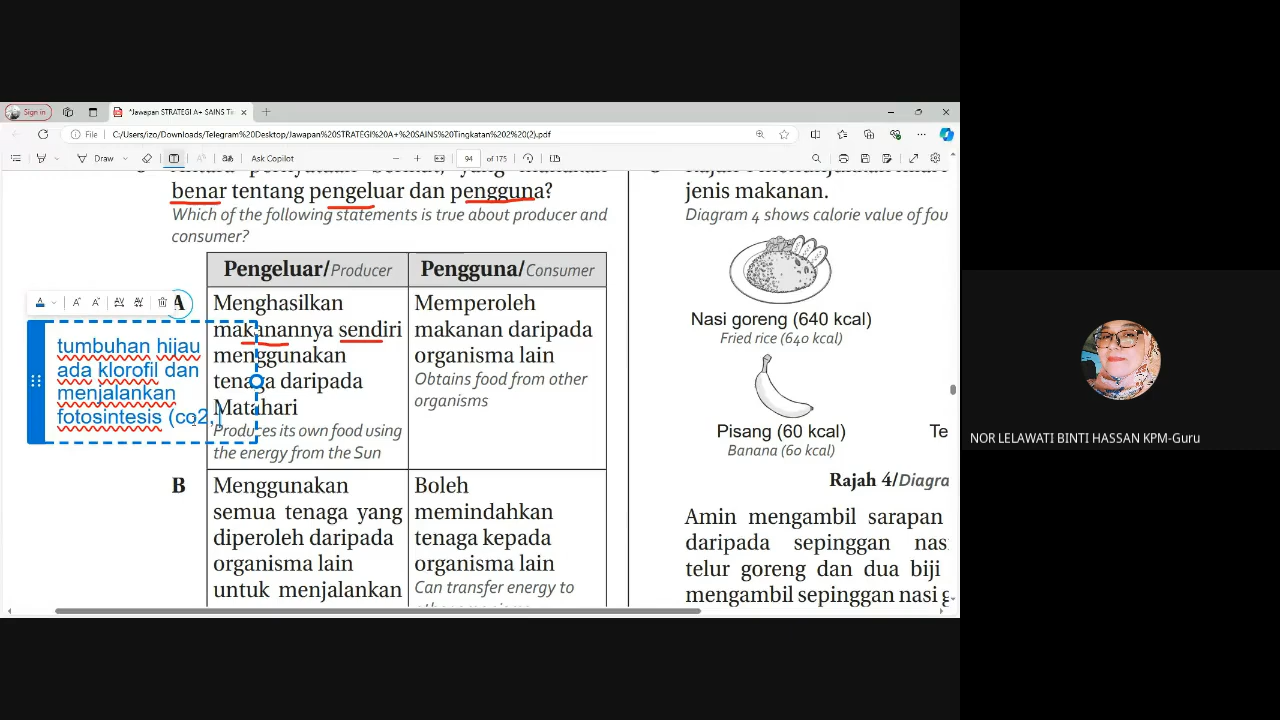 Sign in
*Jawapan STRATEGI A+ SAINS Tin
File
C:/Users/izo/Downloads/Telegram%20Desktop/Jawapan%20STRATEGI%20A+%20SAINS%20Tingkatan%202%20(2).pdf
Draw
Ask Copilot
94 of 175
benar tentang pengeluar dan pengguna?
Which of the following statements is true about producer and
consumer?
Pengeluar/Producer
Pengguna/Consumer
A
Menghasilkan
makanannya sendiri
menggunakan
tenaga daripada
Matahari
Produces its own food using
the energy from the Sun
Memperoleh
makanan daripada
organisma lain
Obtains food from other
organisms
tumbuhan hijau
ada klorofil dan
menjalankan
fotosintesis (co2,
B
Menggunakan
semua tenaga yang
diperoleh daripada
organisma lain
untuk menjalankan
Boleh
memindahkan
tenaga kepada
organisma lain
Can transfer energy to
jenis makanan.
Diagram 4 shows calorie value of fou
Nasi goreng (640 kcal)
Fried rice (640 kcal)
Pisang (60 kcal)
Banana (60 kcal)
Te
Rajah 4/Diagra
Amin mengambil sarapan
daripada sepinggan nas
telur goreng dan dua biji
mengambil sepinggan nasi g
NOR LELAWATI BINTI HASSAN KPM-Guru